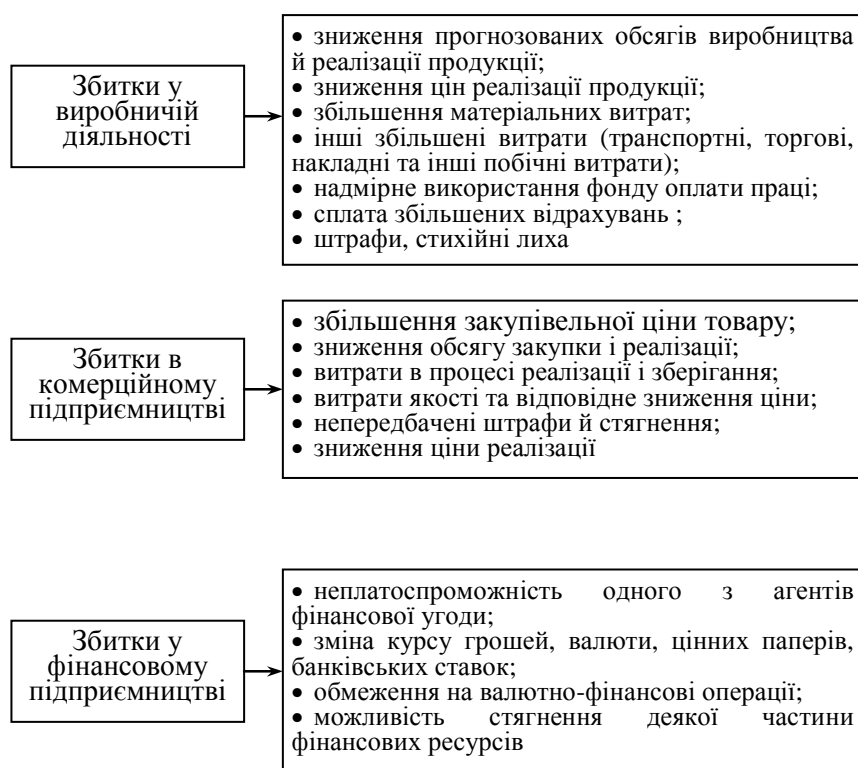 Збитки у
виробничій
діяльності
• зниження прогнозованих обсягів виробництва
й реалізації продукції;
• зниження цін реалізації продукції;
• збільшення матеріальних витрат;
• інші збільшені витрати (транспортні, торгові,
накладні та інші побічні витрати);
• надмірне використання фонду оплати праці;
• сплата збільшених відрахувань ;
• штрафи, стихійні лиха
Збитки в
комерційному
підприємництві
• збільшення закупівельної ціни товару;
• зниження обсягу закупки і реалізації;
• витрати в процесі реалізації і зберігання;
• витрати якості та відповідне зниження ціни;
• непередбачені штрафи й стягнення;
• зниження ціни реалізації
Збитки у
фінансовому
підприємництві
• неплатоспроможність одного з агентів
фінансової угоди;
• зміна курсу грошей, валюти, цінних паперів,
банківських ставок;
• обмеження на валютно-фінансові операції;
• можливість стягнення деякої частини
фінансових ресурсів